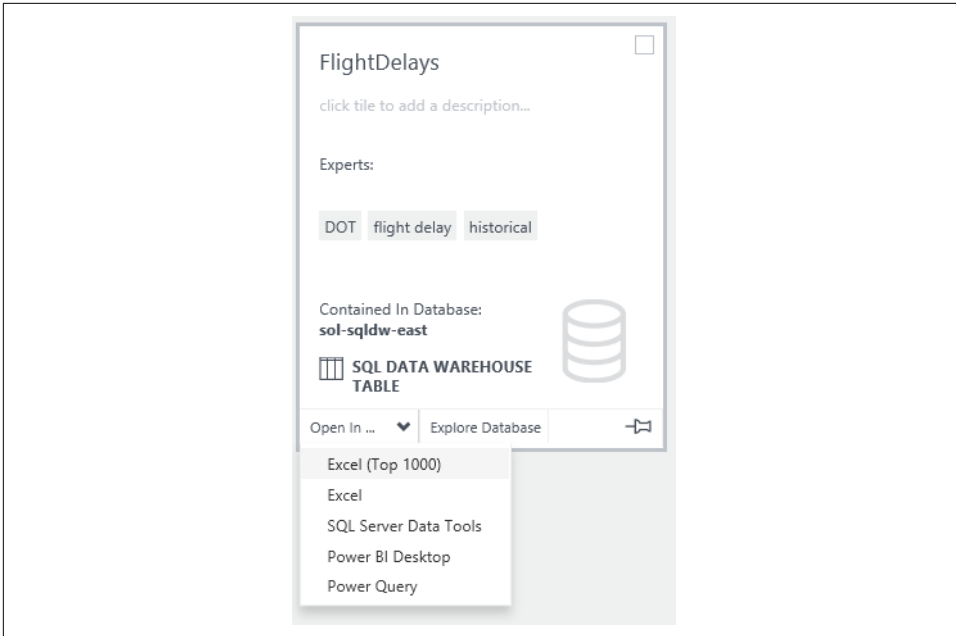 FlightDelays
click tile to add a description...
Experts:
DOT flight delay historical
Contained In Database:
sol-sqldw-east
SQL DATA WAREHOUSE
TABLE
Open In ... Explore Database
Excel (Top 1000)
Excel
SQL Server Data Tools
Power BI Desktop
Power Query